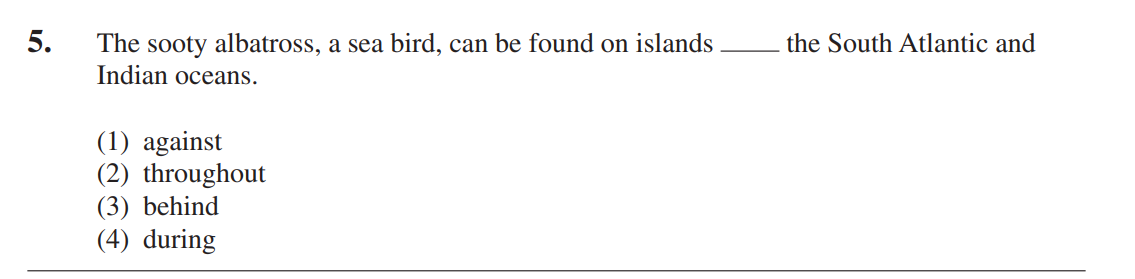 5. The sooty albatross, a sea bird, can be found on islands ____ the South Atlantic and
Indian oceans.
(1) against
(2) throughout
(3) behind
(4) during